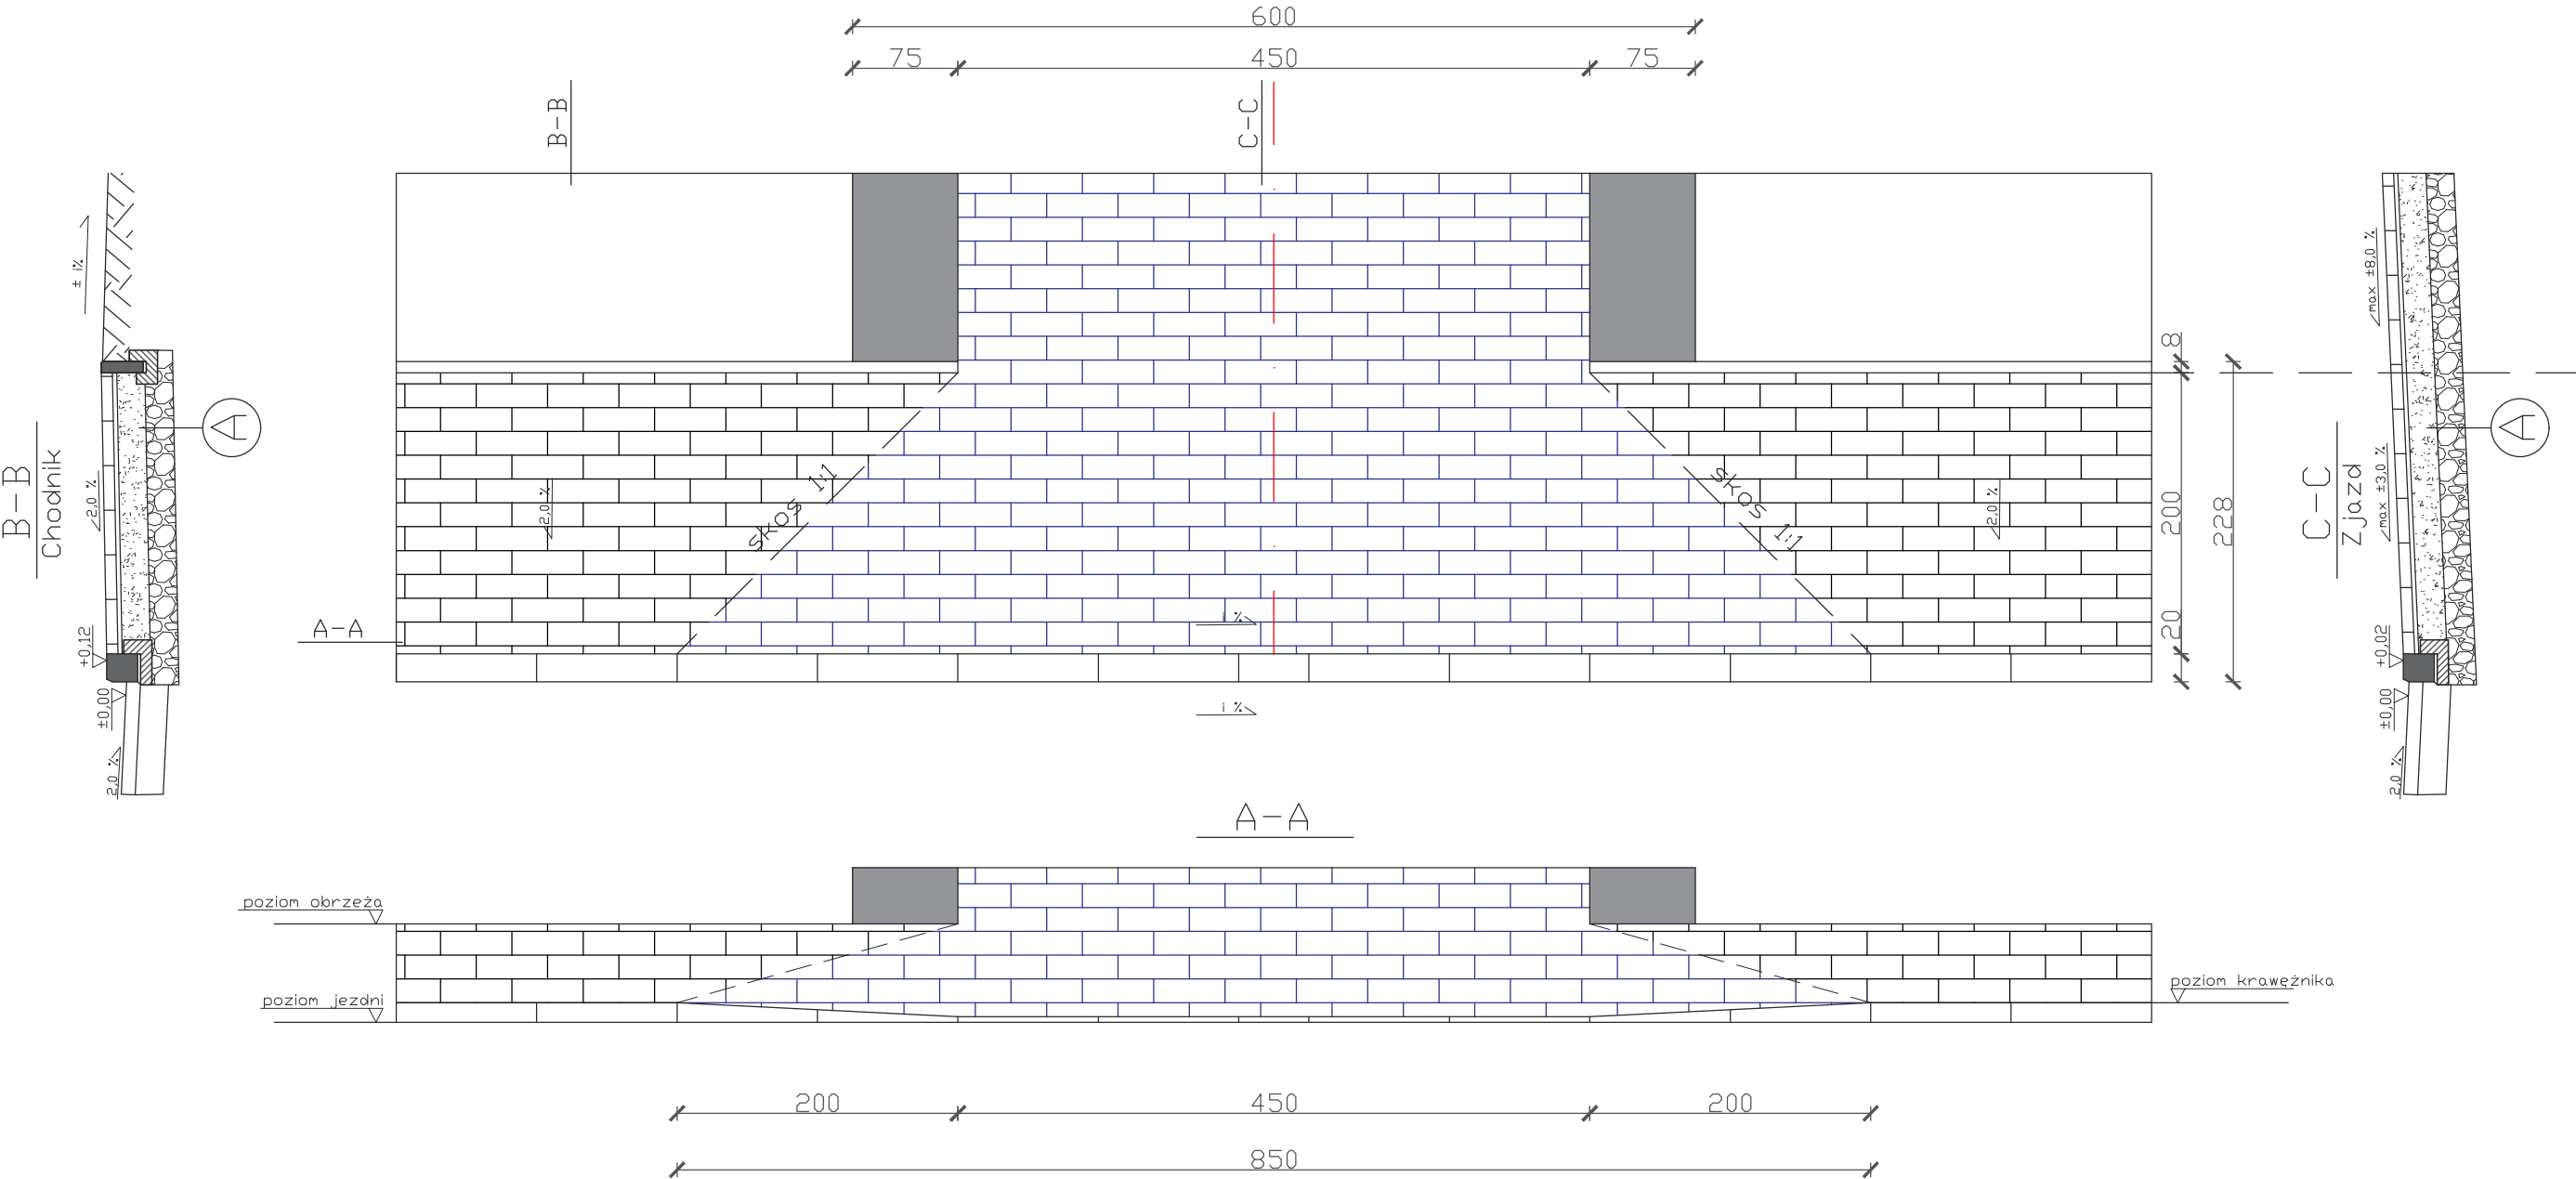 600
75
450
75
B-B
C-C
± i%
max ±8,0 %
8
A
A
B-B
Chodnik
2,0 %
2,0%
SKOS 1:1
SKOS 1:1
2,0%
200
228
C-C
Zjazd
max ±3,0 %
A-A
i %
20
+0,12
±0,00
2,0 %
i %
+0,02
±0,00
2,0 %
A-A
poziom obrzeża
poziom jezdni
poziom krawężnika
200
450
200
850